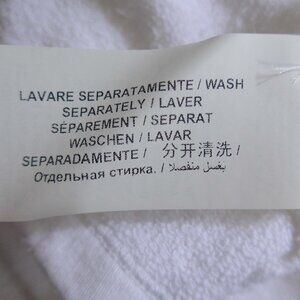 LAVARE SEPARATAMENTE / WASH
SEPARATELY / LAVER
SÉPAREMENT / SEPARAT
WASCHEN / LAVAR
SEPARADAMENTE / 分开清洗 /
Отдельная стирка. / يغسل منفصلا